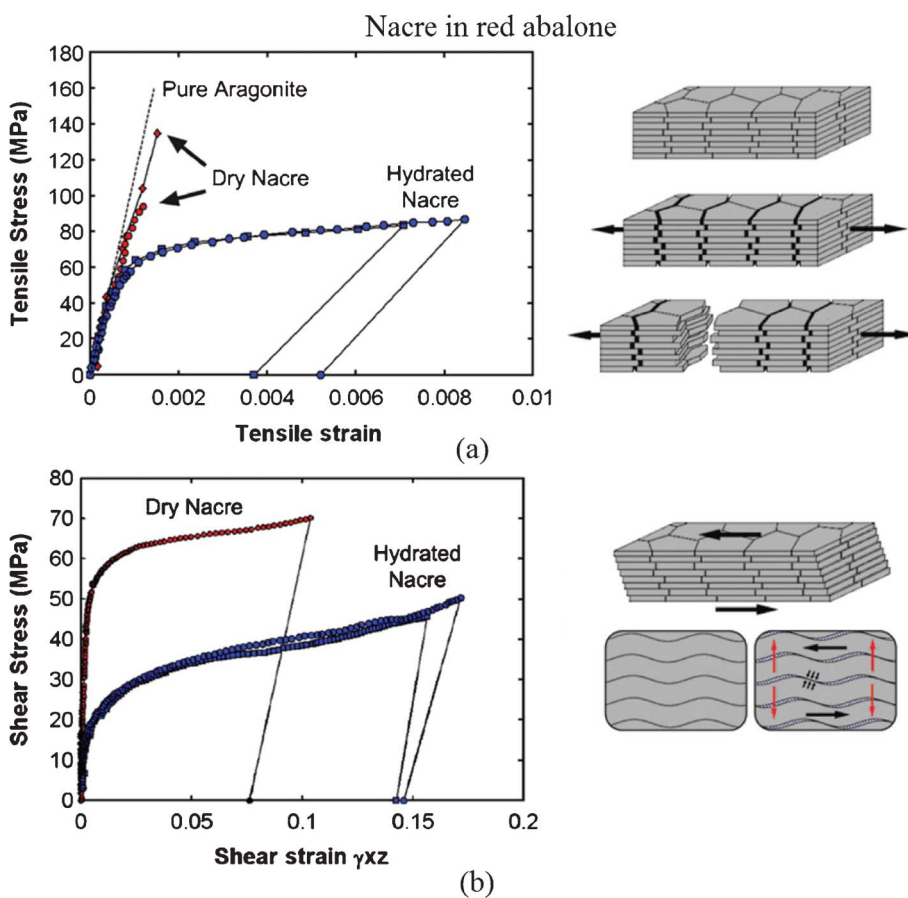 Nacre in red abalone
180
160
140
120
100
80
60
40
20
0
Tensile Stress (MPa)
Pure Aragonite
Dry Nacre
Hydrated
Nacre
0
0.002
0.004
0.006
0.008
0.01
Tensile strain
(a)
80
70
60
50
40
30
20
10
0
Shear Stress (MPa)
Dry Nacre
Hydrated
Nacre
0
0.05
0.1
0.15
0.2
Shear strain γxz
(b)